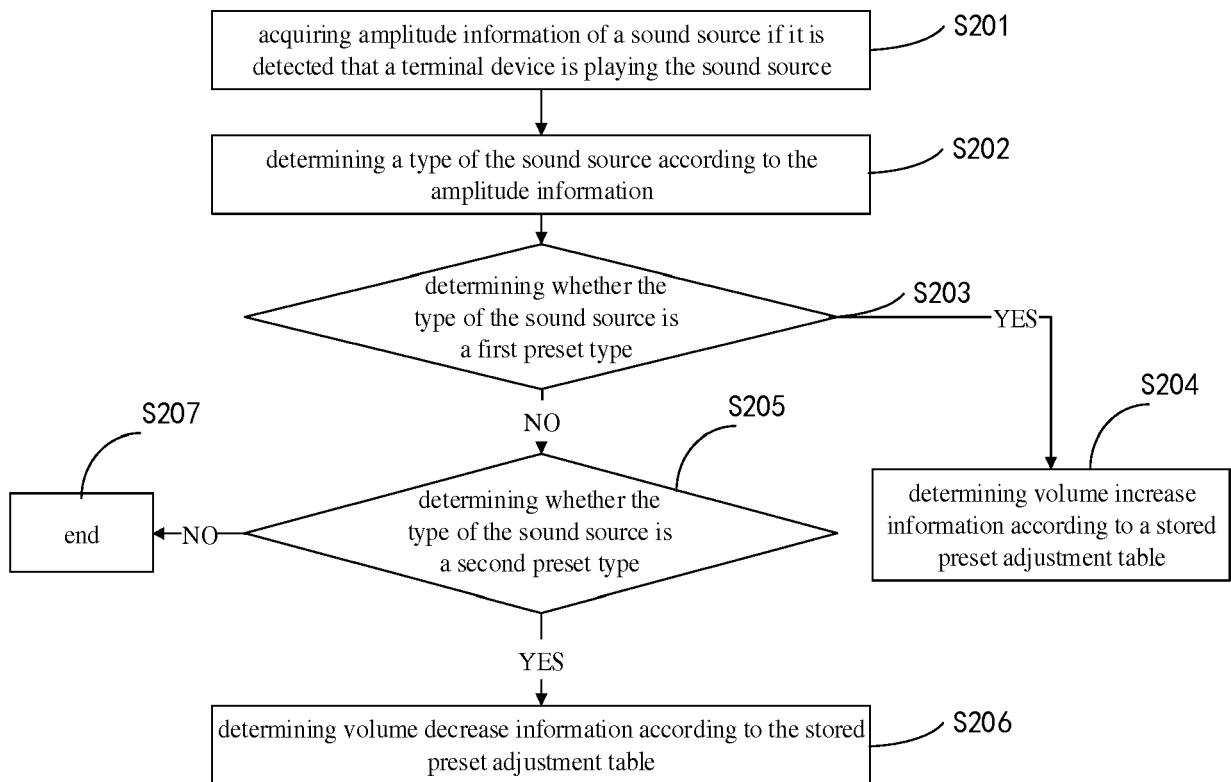 acquiring amplitude information of a sound source if it is
detected that a terminal device is playing the sound source
S201
determining a type of the sound source according to the
amplitude information
S202
determining whether the
type of the sound source is
a first preset type
S203
YES
NO
S204
determining volume increase
information according to a stored
preset adjustment table
S205
determining whether the
type of the sound source is
a second preset type
NO
S207
end
YES
determining volume decrease information according to the stored
preset adjustment table
S206